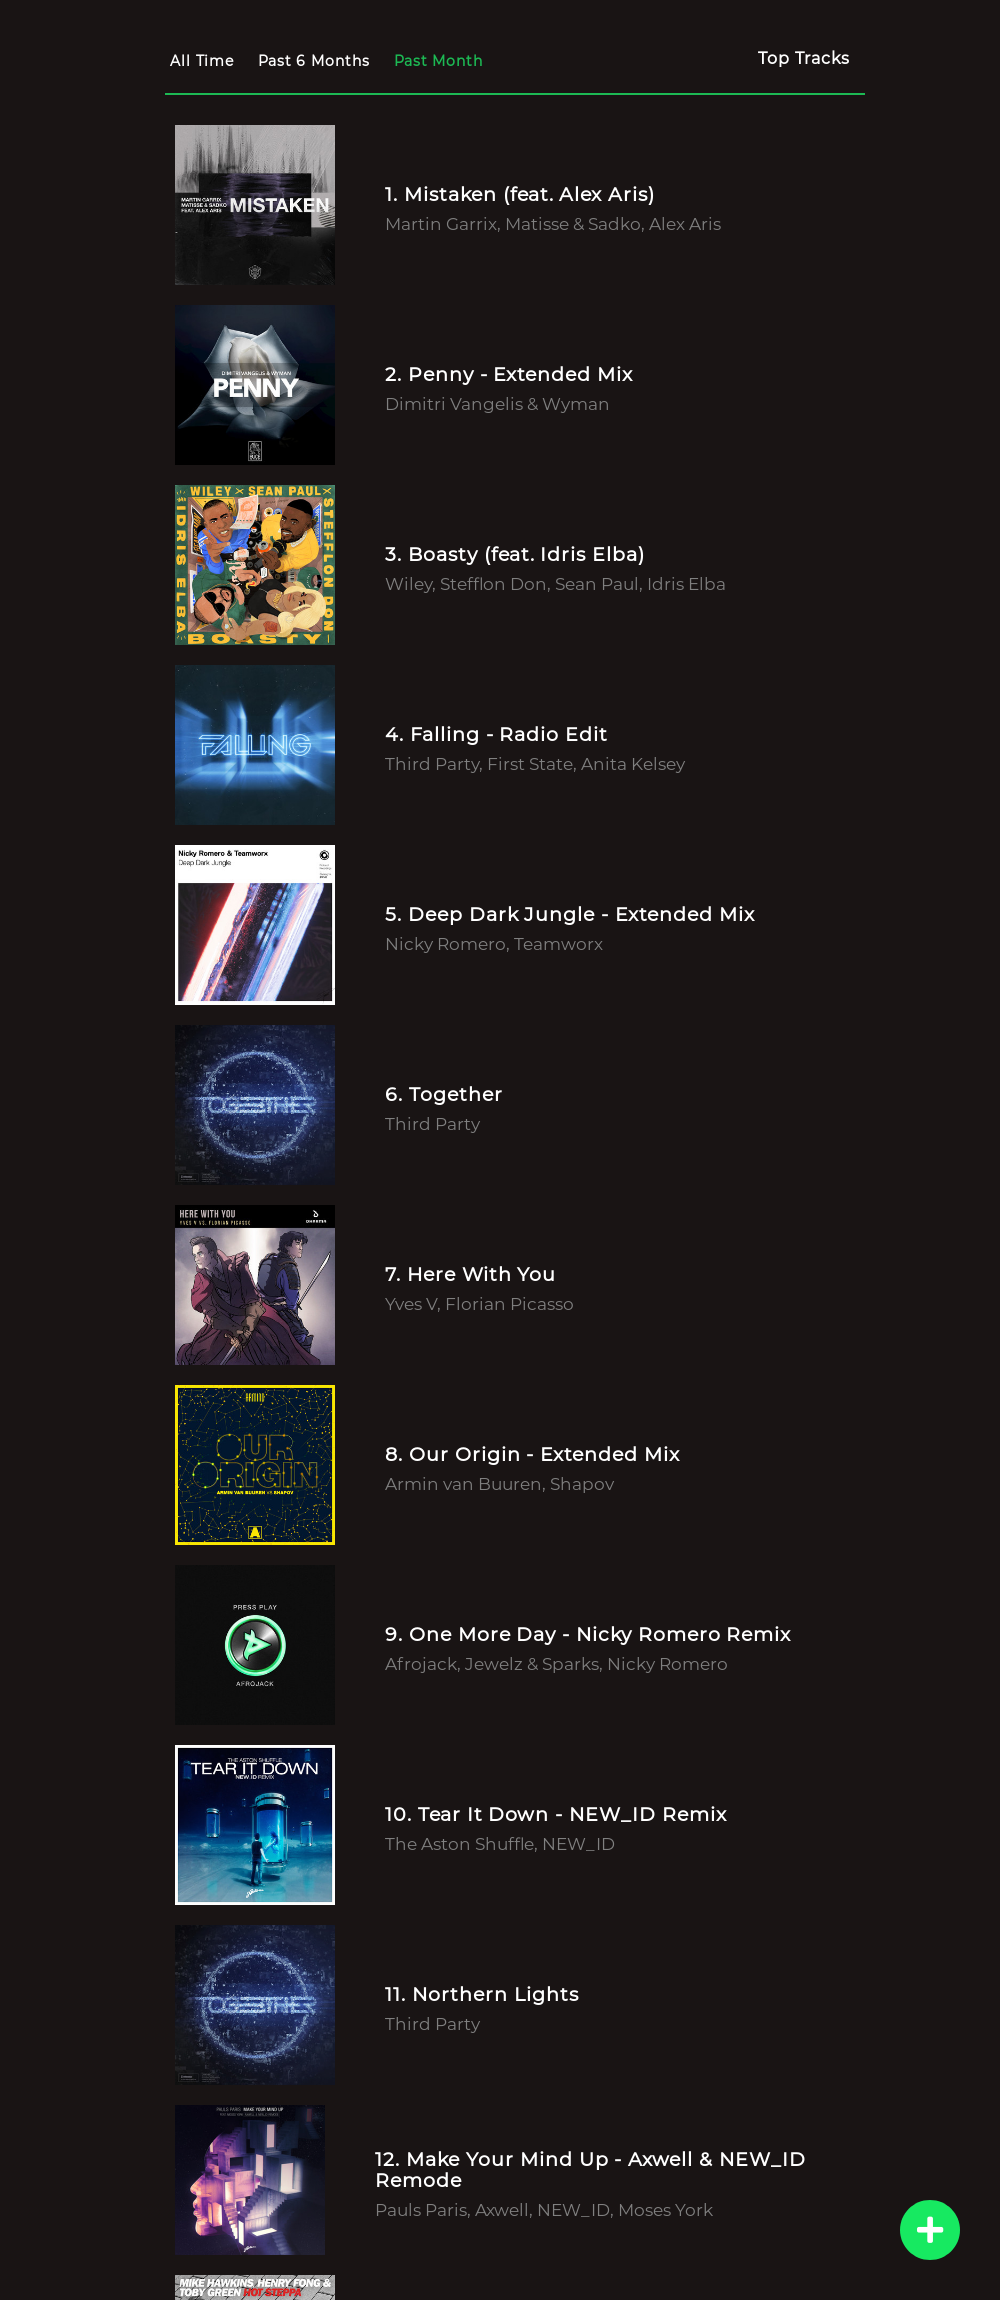 All Time Past 6 Months Past Month Top Tracks
MARTIN GARRIX
MATISSE & SADKO
FEAT. ALEX ARIS
MISTAKEN
1. Mistaken (feat. Alex Aris)
Martin Garrix, Matisse & Sadko, Alex Aris
DIMITRI VANGELIS & WYMAN
PENNY
2. Penny - Extended Mix
Dimitri Vangelis & Wyman
WILEY X SEAN PAUL X
STEFFLON DON
IDRIS ELBA
BOASTY
3. Boasty (feat. Idris Elba)
Wiley, Stefflon Don, Sean Paul, Idris Elba
FALLING
4. Falling - Radio Edit
Third Party, First State, Anita Kelsey
Nicky Romero & Teamworx
Deep Dark Jungle
5. Deep Dark Jungle - Extended Mix
Nicky Romero, Teamworx
TOGETHER
6. Together
Third Party
HERE WITH YOU
YVES V VS. FLORIAN PICASSO
7. Here With You
Yves V, Florian Picasso
ARMIND
OUR
ORIGIN
ARMIN VAN BUUREN VS SHAPOV
8. Our Origin - Extended Mix
Armin van Buuren, Shapov
PRESS PLAY
AFROJACK
9. One More Day - Nicky Romero Remix
Afrojack, Jewelz & Sparks, Nicky Romero
THE ASTON SHUFFLE
TEAR IT DOWN
NEW_ID REMIX
10. Tear It Down - NEW_ID Remix
The Aston Shuffle, NEW_ID
TOGETHER
11. Northern Lights
Third Party
PAULS PARIS MAKE YOUR MIND UP
12. Make Your Mind Up - Axwell & NEW_ID
Remode
Pauls Paris, Axwell, NEW_ID, Moses York
MIKE HAWKINS, HENRY FONG &
TOBY GREEN HOT STEPPA